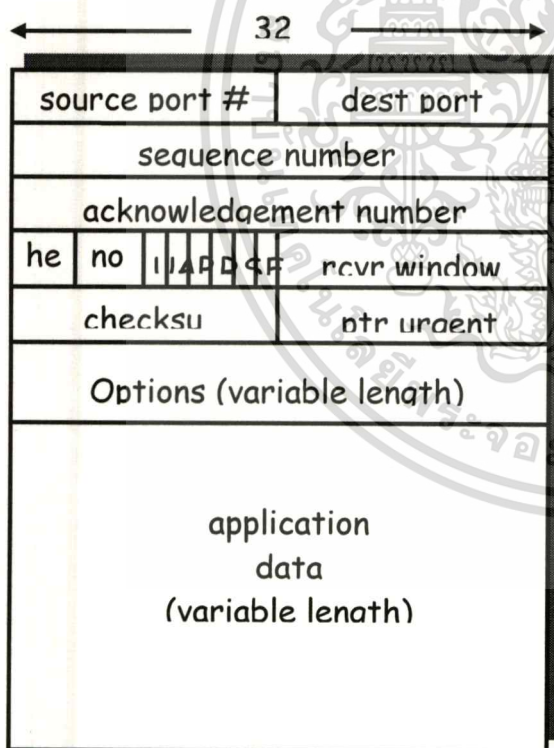 32
source port # dest port
sequence number
acknowledgement number
he no U A P R S F rcvr window
checksu ptr urgent
Options (variable length)
application
data
(variable length)